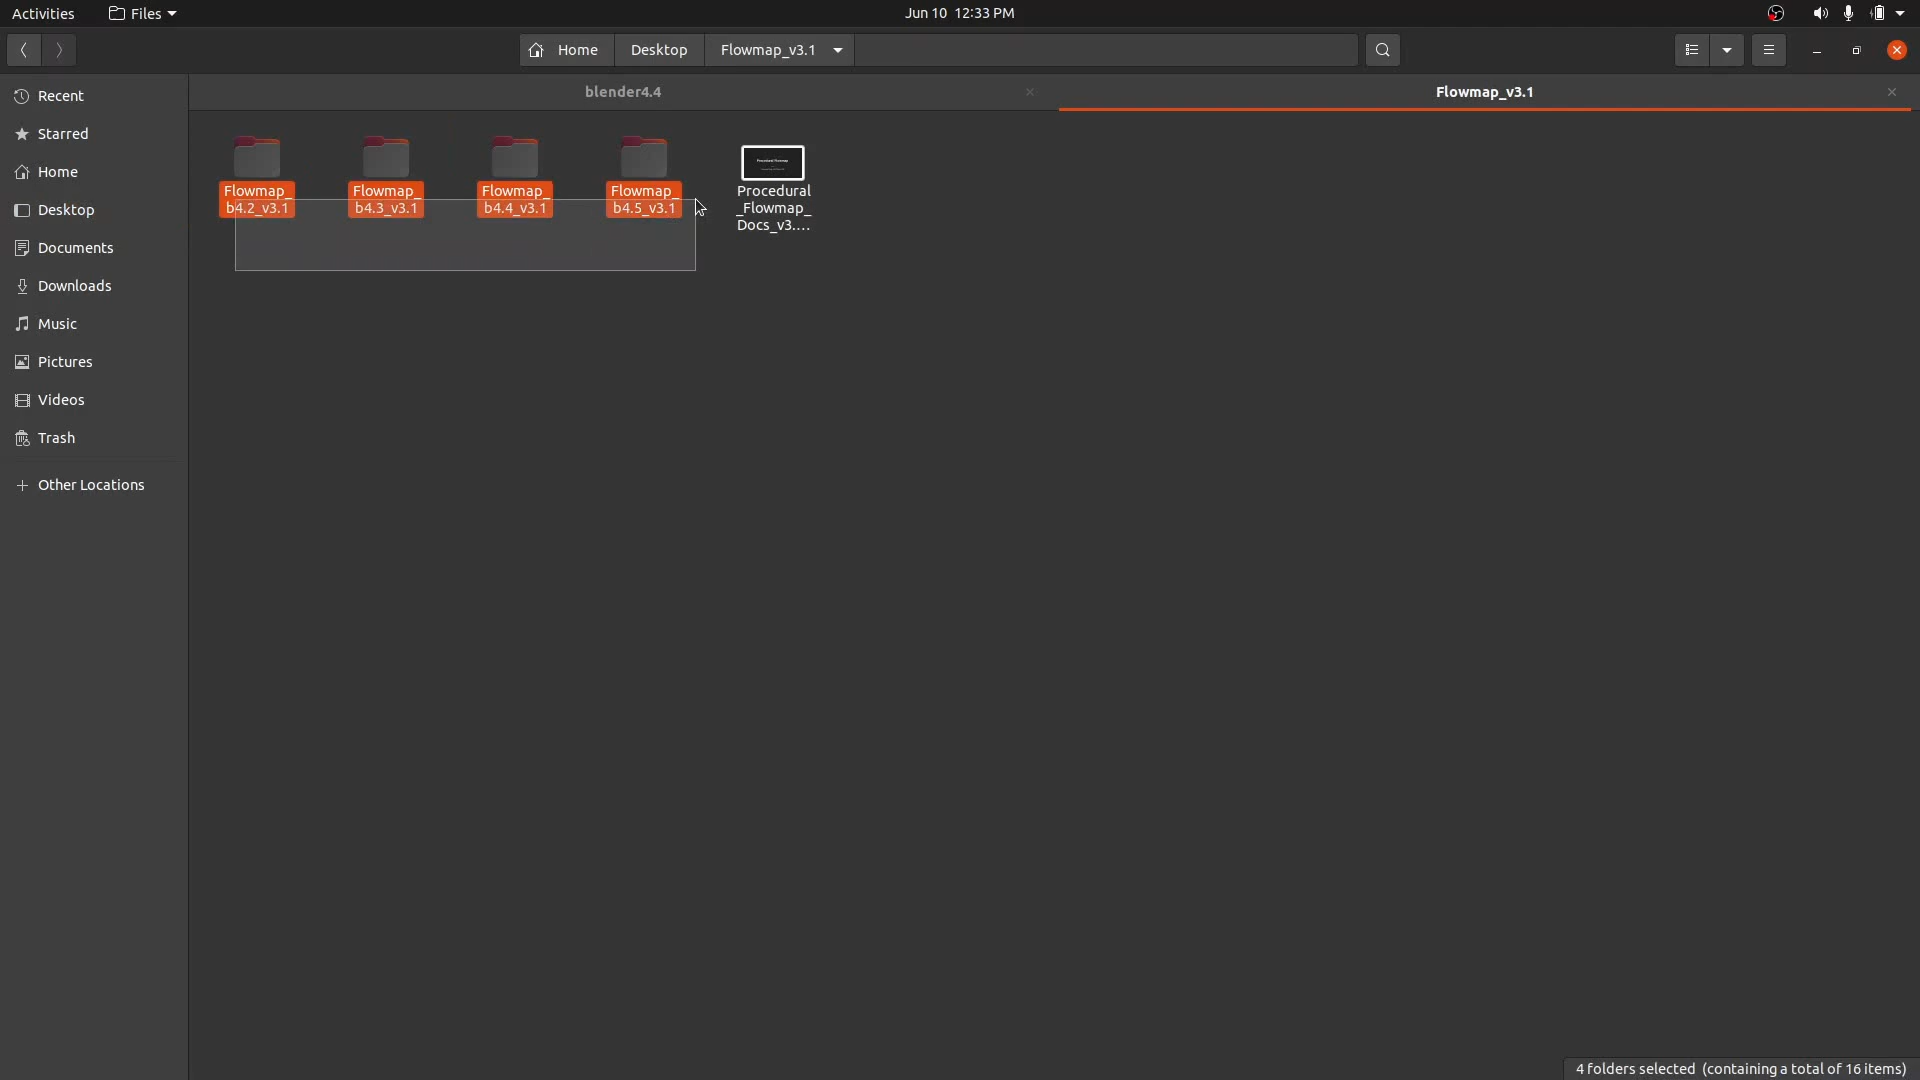 Activities
Files
Jun 10 12:33 PM
Home
Desktop
Flowmap_v3.1
blender4.4
Flowmap_v3.1
Recent
Starred
Home
Desktop
Documents
Downloads
Music
Pictures
Videos
Trash
Other Locations
Flowmap_
b4.2_v3.1
Flowmap_
b4.3_v3.1
Flowmap_
b4.4_v3.1
Flowmap_
b4.5_v3.1
Procedural Flowmap
Procedural
_Flowmap_
Docs_v3....
4 folders selected (containing a total of 16 items)